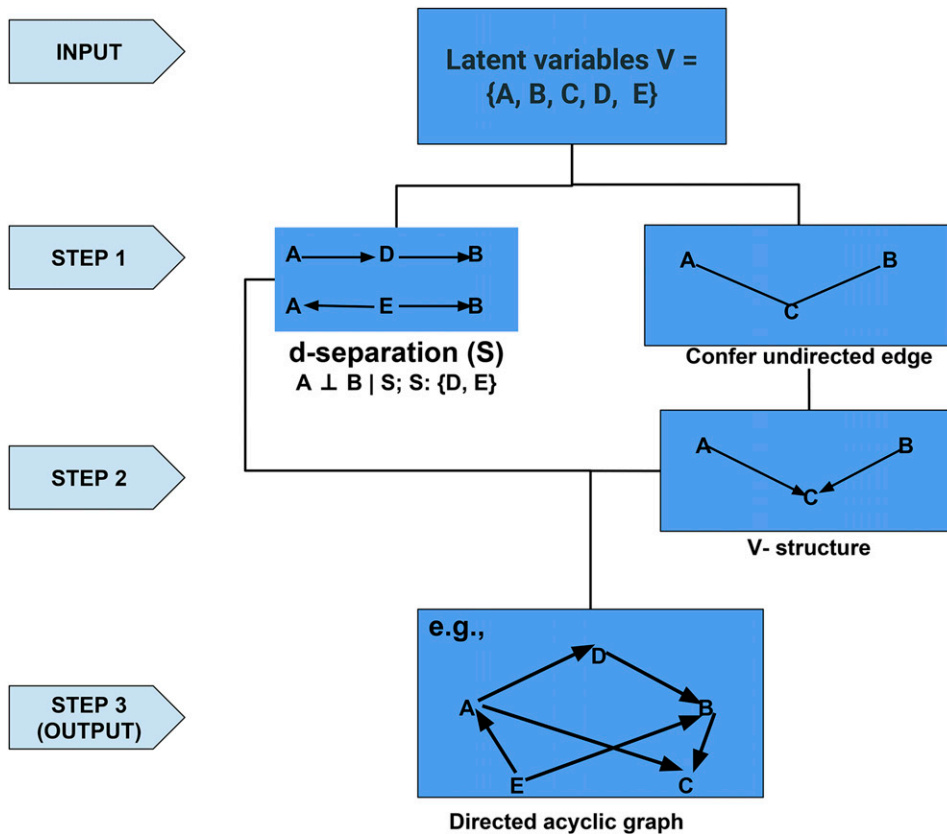 INPUT
Latent variables V =
{A, B, C, D, E}
STEP 1
A D B
A E B
d-separation (S)
A ⊥ B | S; S: {D, E}
A B
C
Confer undirected edge
STEP 2
A B
C
V- structure
STEP 3
(OUTPUT)
e.g.,
D
A B
E C
Directed acyclic graph